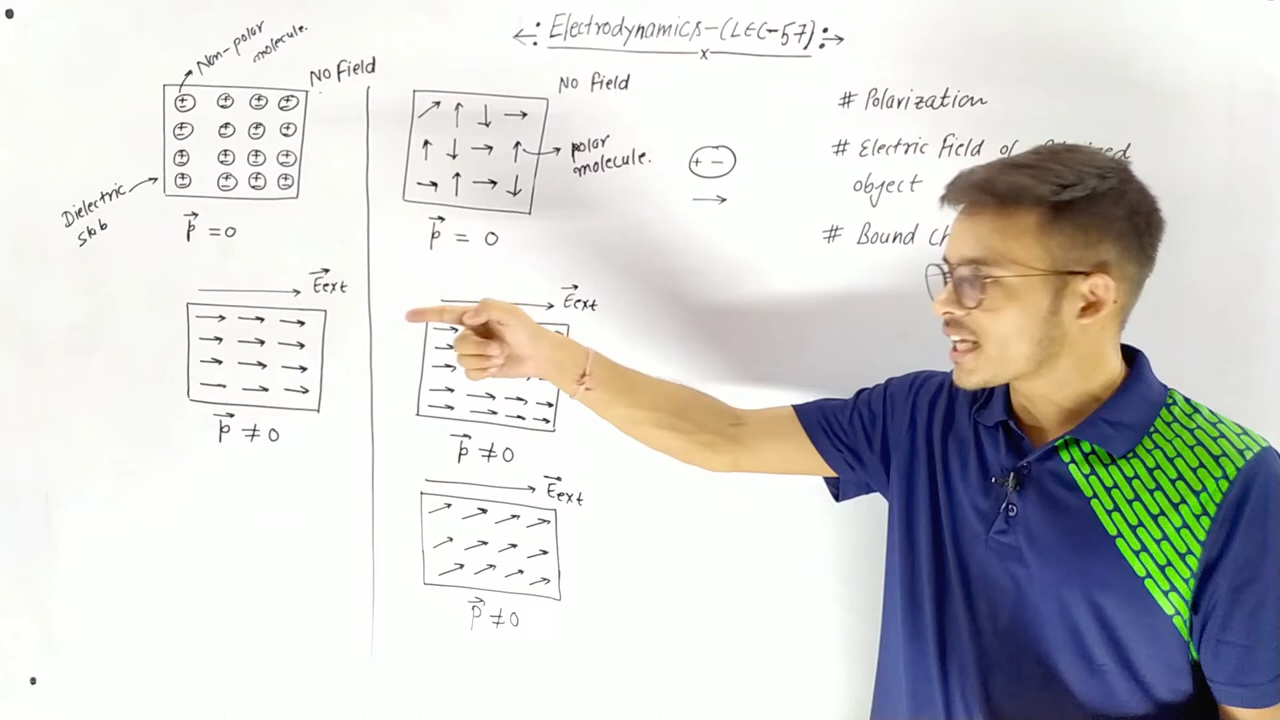 Electrodynamics-(LEC-57)
Non-polar
molecule.
No Field
Dielectric
slab
p = 0
Eext
p ≠ 0
No Field
polar
molecule.
p = 0
Eext
p ≠ 0
Eext
p ≠ 0
+ -
# Polarization
# Electric Field of
object
# Bound